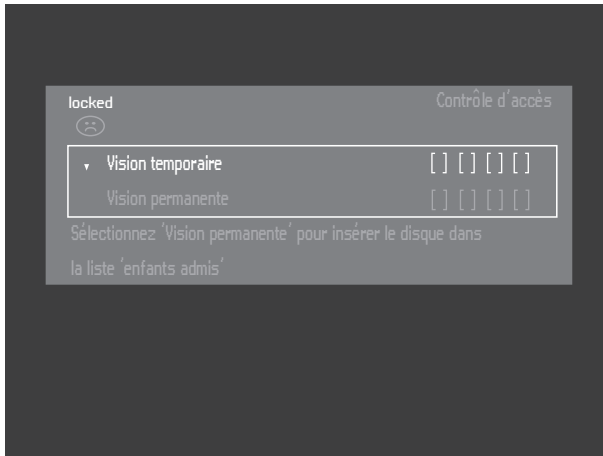 locked
Contrôle d'accès
Vision temporaire [ ] [ ] [ ] [ ]
Vision permanente [ ] [ ] [ ] [ ]
Sélectionnez 'Vision permanente' pour insérer le disque dans
la liste 'enfants admis'